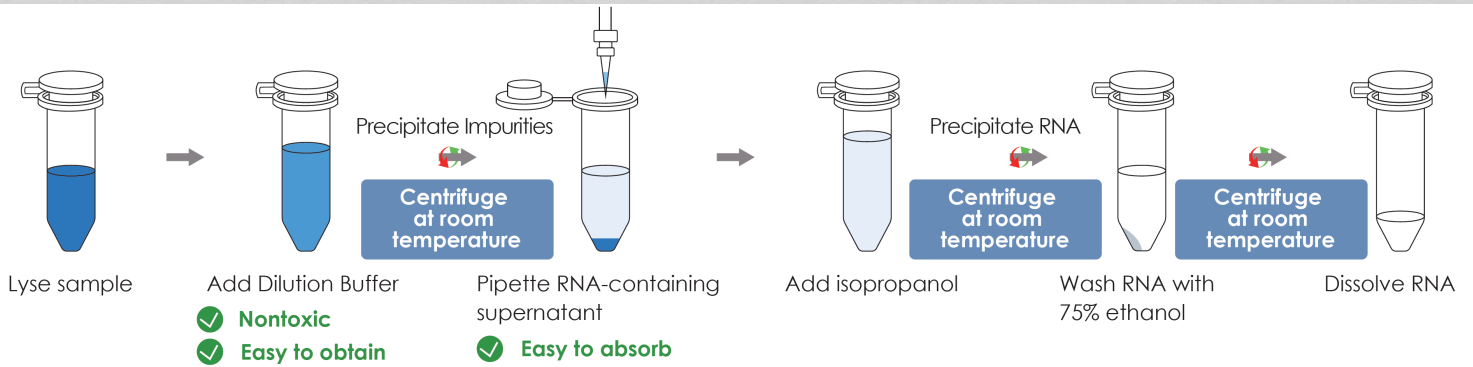 Precipitate Impurities
Precipitate RNA
Centrifuge
at room
temperature
Centrifuge
at room
temperature
Centrifuge
at room
temperature
Lyse sample
Add Dilution Buffer
Nontoxic
Easy to obtain
Pipette RNA-containing
supernatant
Easy to absorb
Add isopropanol
Wash RNA with
75% ethanol
Dissolve RNA